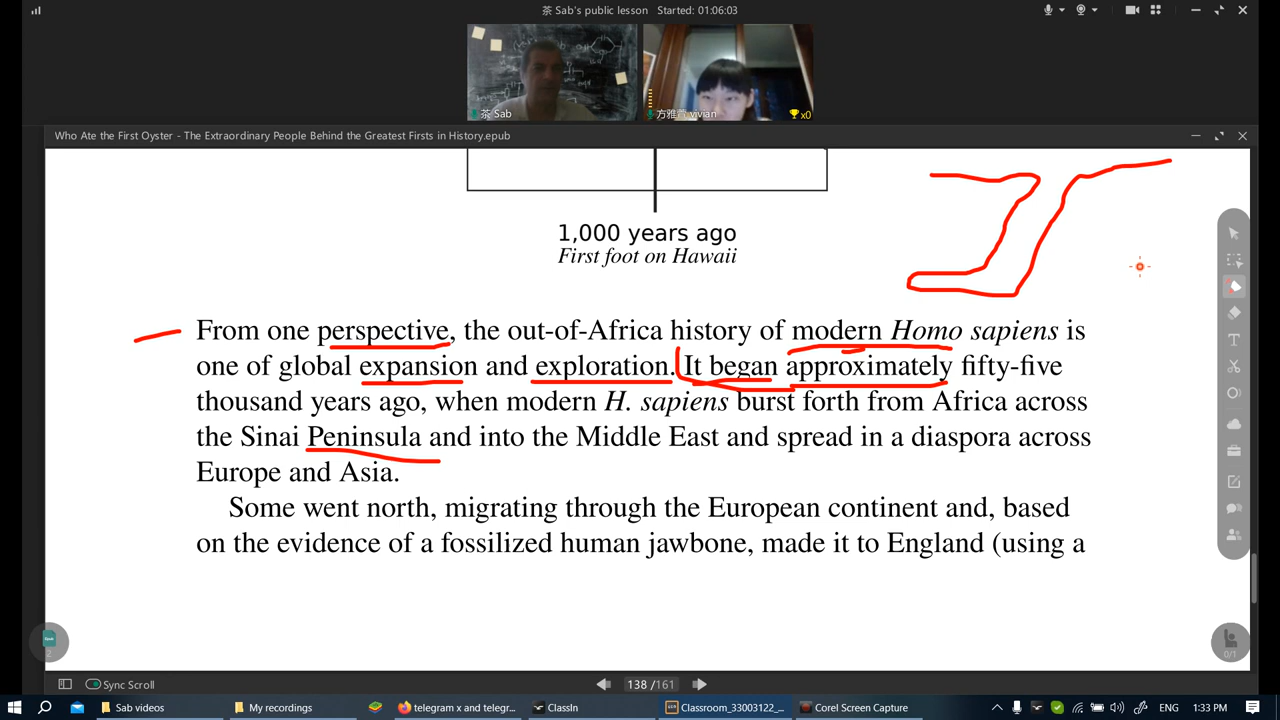 茶 Sab's public lesson Started: 01:06:03
茶 Sab
方雅萱 vivian
x0
Who Ate the First Oyster - The Extraordinary People Behind the Greatest Firsts in History.epub
1,000 years ago
First foot on Hawaii
From one perspective, the out-of-Africa history of modern Homo sapiens is
one of global expansion and exploration. It began approximately fifty-five
thousand years ago, when modern H. sapiens burst forth from Africa across
the Sinai Peninsula and into the Middle East and spread in a diaspora across
Europe and Asia.
Some went north, migrating through the European continent and, based
on the evidence of a fossilized human jawbone, made it to England (using a
2
0/1
Sync Scroll
138 /161
Sab videos
My recordings
telegram x and telegr...
ClassIn
Classroom_33003122_...
Corel Screen Capture
ENG
1:33 PM